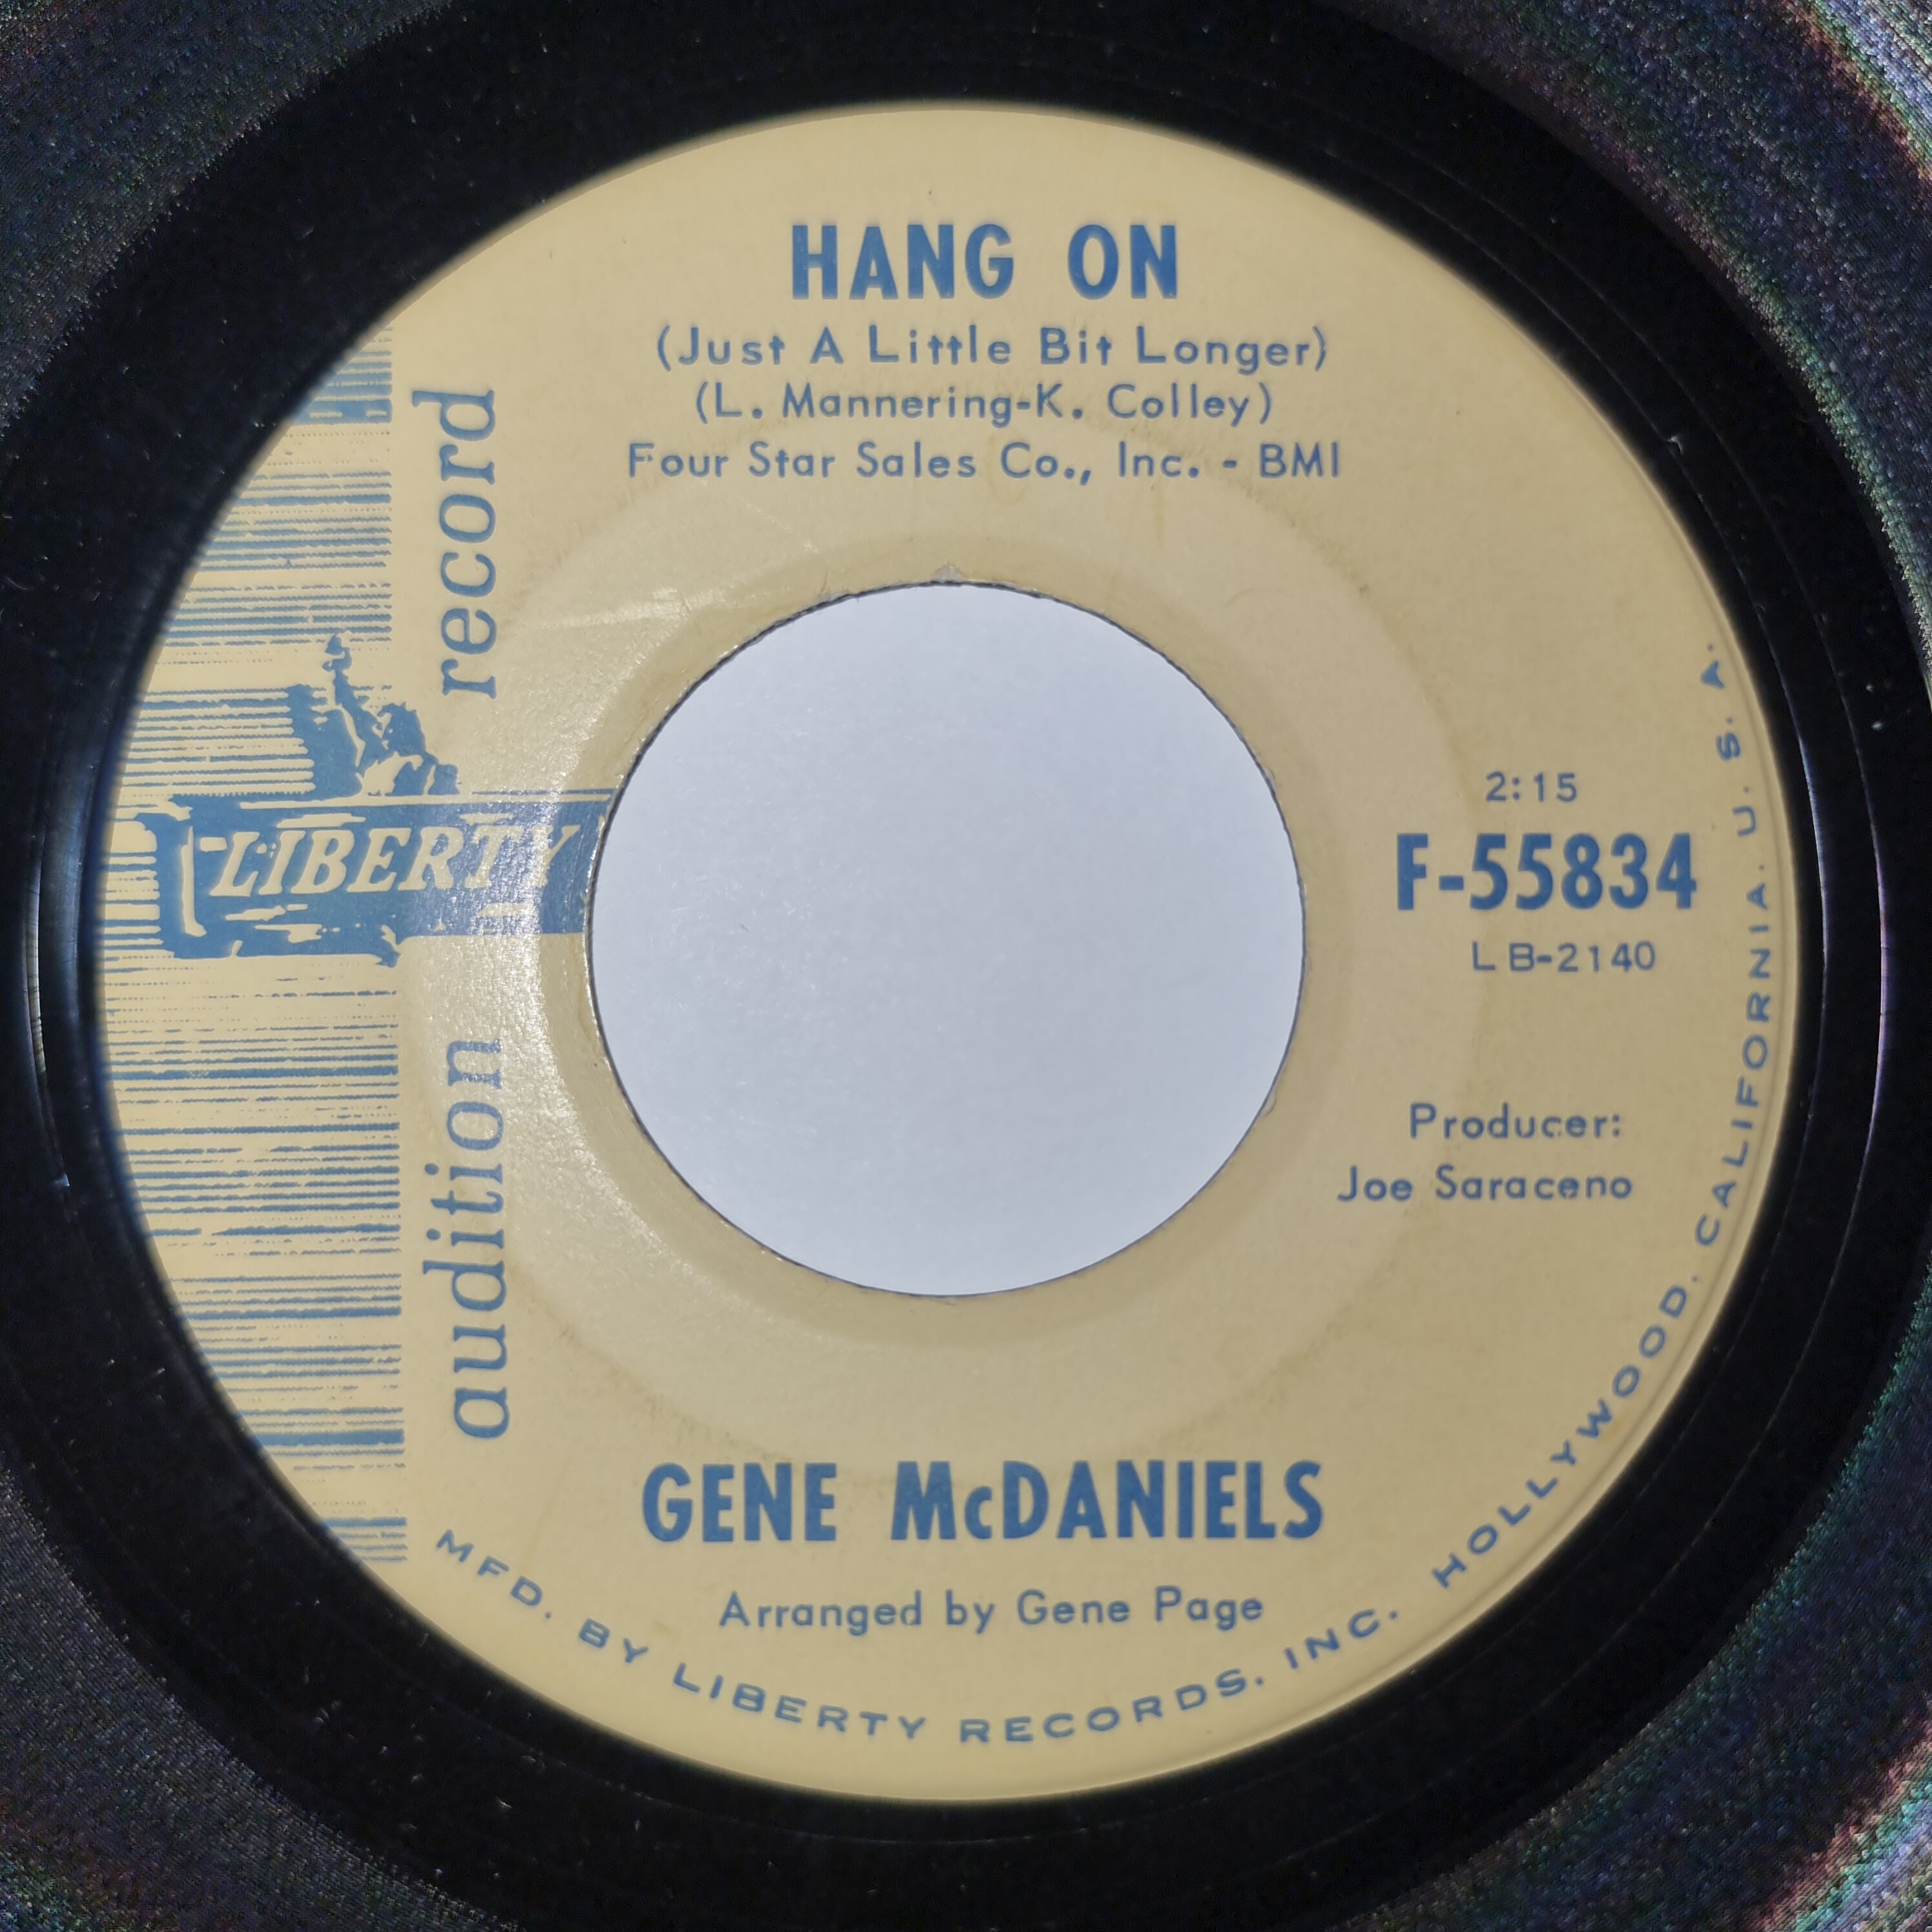 HANG ON
(Just A Little Bit Longer)
(L. Mannering-K. Colley)
Four Star Sales Co., Inc. - BMI
audition record
LIBERTY
2:15
F-55834
LB-2140
Producer:
Joe Saraceno
GENE McDANIELS
Arranged by Gene Page
MFD. BY LIBERTY RECORDS, INC. HOLLYWOOD, CALIFORNIA, U. S. A.